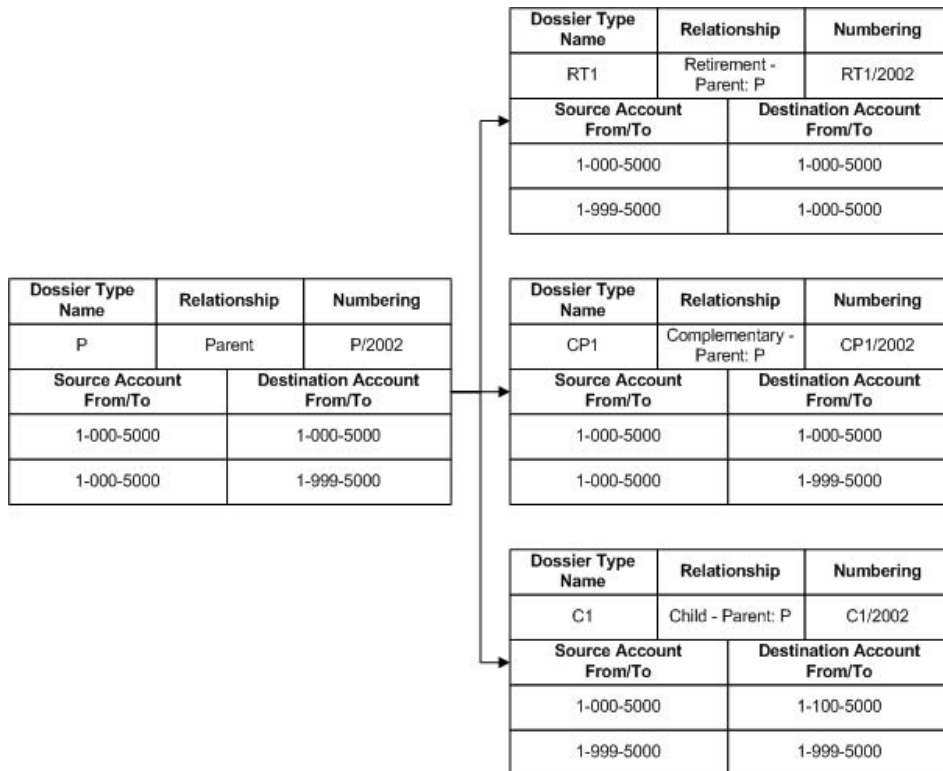 Dossier Type Name Relationship Numbering
RT1 Retirement - Parent: P RT1/2002
Source Account From/To Destination Account From/To
1-000-5000 1-000-5000
1-999-5000 1-000-5000
Dossier Type Name Relationship Numbering
P Parent P/2002
Source Account From/To Destination Account From/To
1-000-5000 1-000-5000
1-000-5000 1-999-5000
Dossier Type Name Relationship Numbering
CP1 Complementary - Parent: P CP1/2002
Source Account From/To Destination Account From/To
1-000-5000 1-000-5000
1-000-5000 1-999-5000
Dossier Type Name Relationship Numbering
C1 Child - Parent: P C1/2002
Source Account From/To Destination Account From/To
1-000-5000 1-100-5000
1-999-5000 1-999-5000